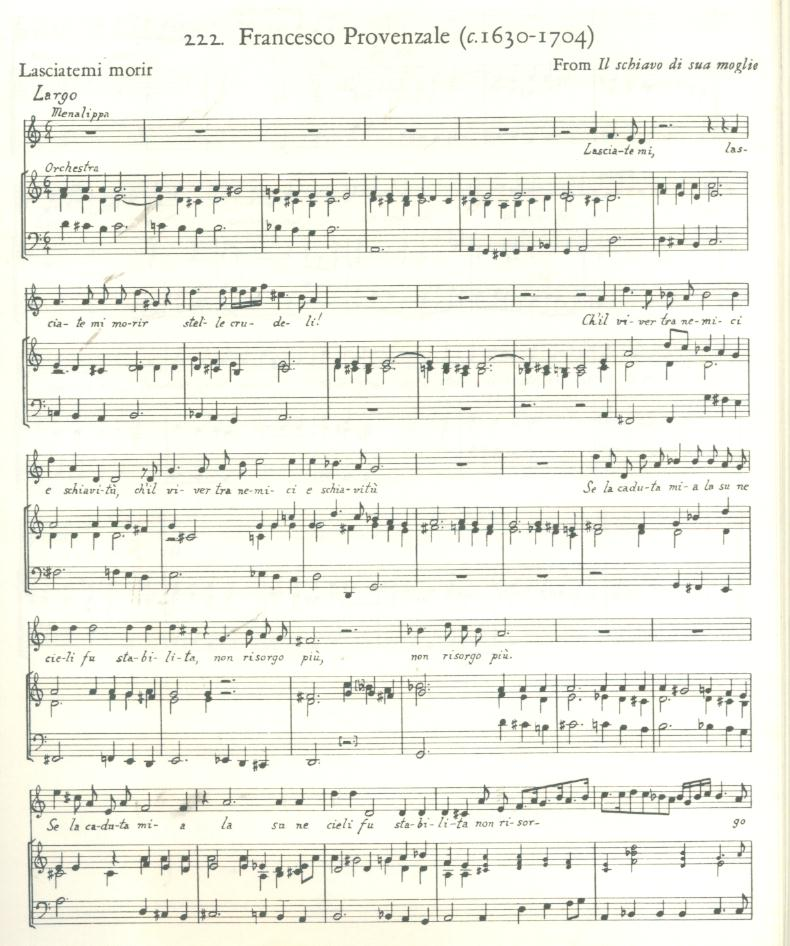 222. Francesco Provenzale (c.1630-1704)
Lasciatemi morir
From Il schiavo di sua moglie
Largo
Menalippa
Lascia-te mi, las-
Orchestra
cia- te mi mo-rir stel- le cru- de- li! Ch'il vi- ver tra ne-mi- ci
e schiavitù, ch'il vi- ver tra ne-mi- ci e schia-vitù Se la cadu-ta mi-a la su ne
cie-li fu sta-bi-li-ta, non risorgo più, non risorgo più.
Se la ca-du-ta mi- a la su ne cieli fu sta-bi-li-ta non ri-sor- go